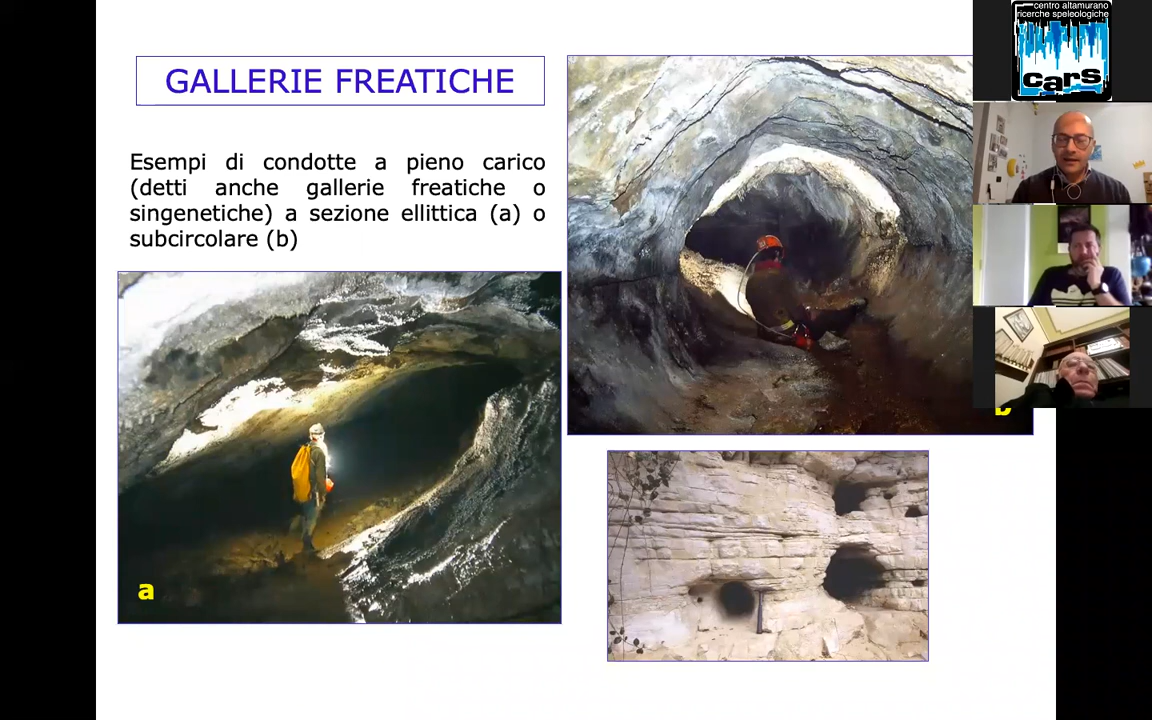 GALLERIE FREATICHE
Esempi di condotte a pieno carico
(detti anche gallerie freatiche o
singenetiche) a sezione ellittica (a) o
subcircolare (b)
a
b
centro altamurano
ricerche speleologiche
cars